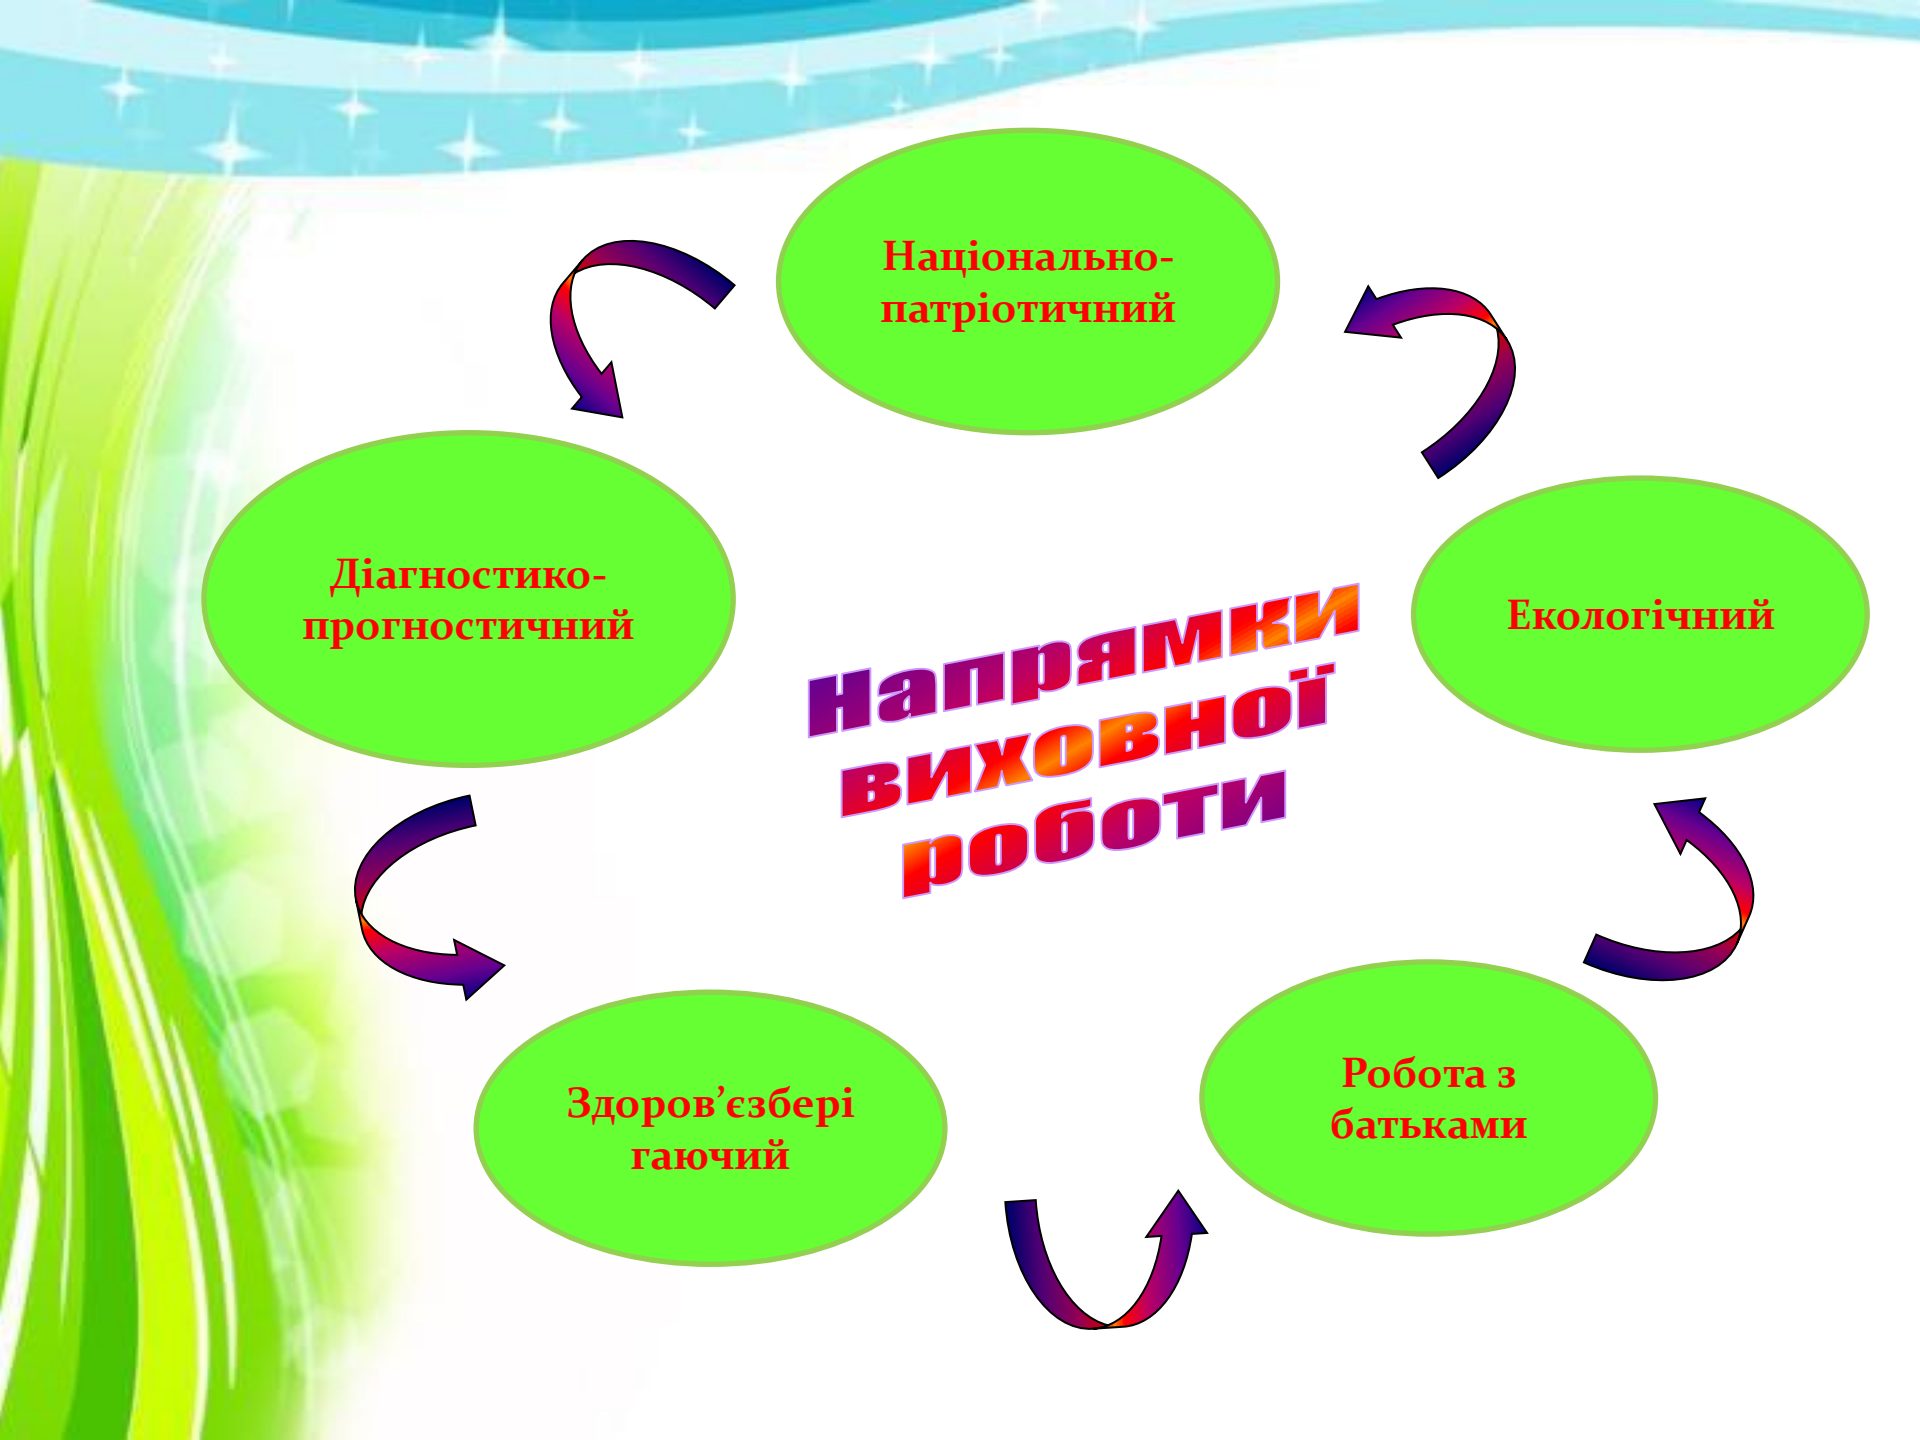 Національно-
патріотичний
Діагностико-
прогностичний
Екологічний
Напрямки
виховної
роботи
Здоров’єзбері
гаючий
Робота з
батьками